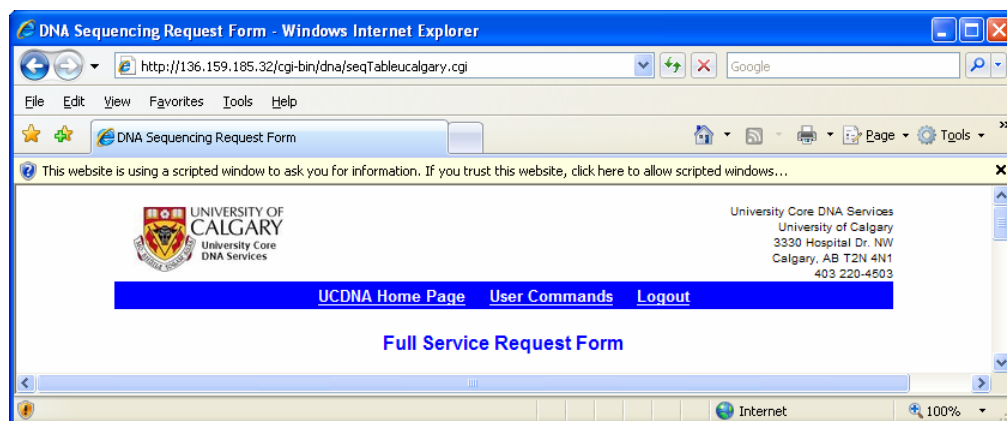 DNA Sequencing Request Form - Windows Internet Explorer
http://136.159.185.32/cgi-bin/dna/seqTableucalgary.cgi
Google
File Edit View Favorites Tools Help
DNA Sequencing Request Form
Page Tools »
This website is using a scripted window to ask you for information. If you trust this website, click here to allow scripted windows...
UNIVERSITY OF
CALGARY
University Core
DNA Services
University Core DNA Services
University of Calgary
3330 Hospital Dr. NW
Calgary, AB T2N 4N1
403 220-4503
UCDNA Home Page User Commands Logout
Full Service Request Form
Internet 100%